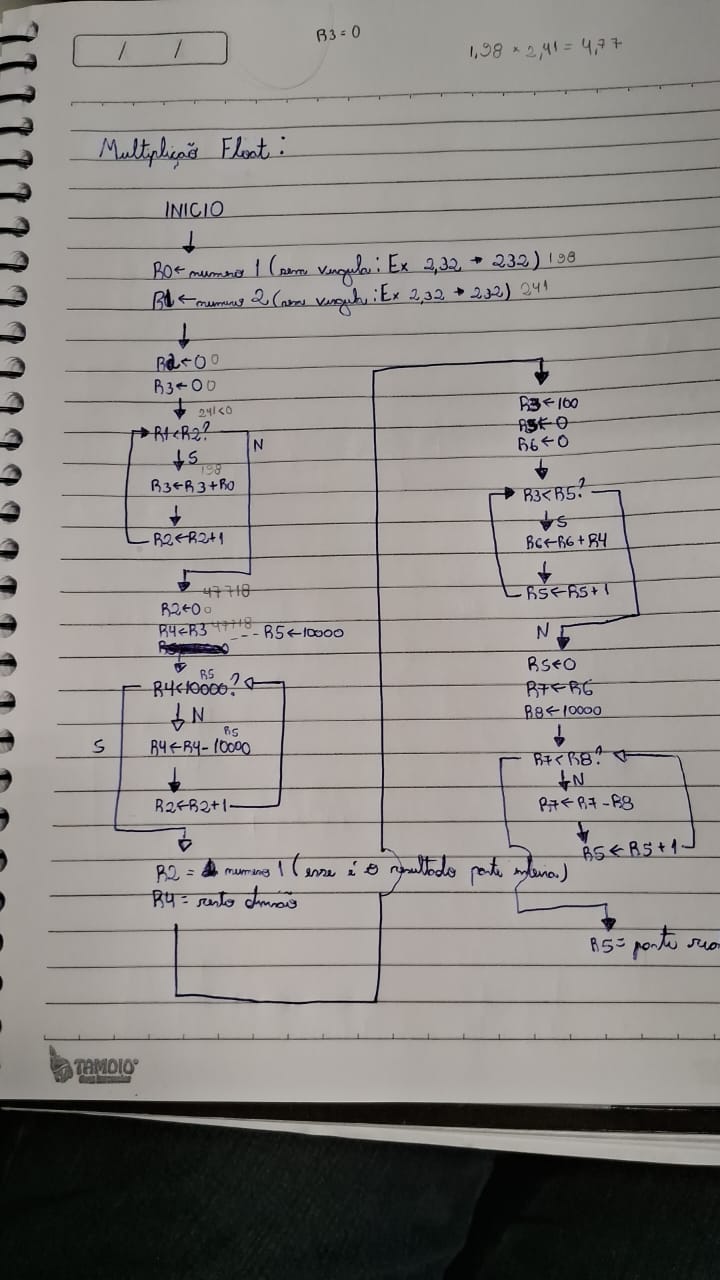 R3=0
1,98 × 2,41 = 4,77
/ /
Multiplição Float:
INICIO
R0←numero 1 (sem virgula: Ex 2,32 → 232) 198
R1←numero 2 (sem virgula: Ex 2,32 → 232) 241
R2←0 0
R3←0 0
241<0
R1<R2?
N
S
198
R3←R3+R0
R2←R2+1
47718
R2←0 0
R4←R3 47718 --- R5←10000
R5
R4<10000?
N
R5
S
R4←R4-10000
R2←R2+1
R2 = numero 1 (esse é o resultado parte inteira)
R4 = resto divisão
R3←100
R5←0
R6←0
R3<R5?
S
R6←R6+R4
R5←R5+1
N
R5←0
R7←R6
R8←10000
R7<R8?
N
R7←R7-R8
R5←R5+1
R5= parte
TAMOIO